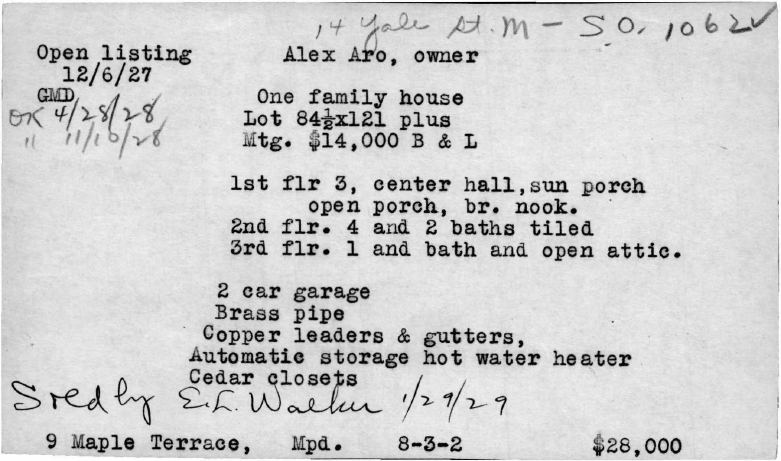 14 Yale St. M - S.O. 1062✓
Open listing
12/6/27
GMD
OK 4/28/28
" 11/10/28
Alex Aro, owner
One family house
Lot 84½x121 plus
Mtg. $14,000 B & L
1st flr 3, center hall, sun porch
open porch, br. nook.
2nd flr. 4 and 2 baths tiled
3rd flr. 1 and bath and open attic.
2 car garage
Brass pipe
Copper leaders & gutters,
Automatic storage hot water heater
Cedar closets
Sold by E.L. Walker 1/29/29
9 Maple Terrace, Mpd. 8-3-2 $28,000